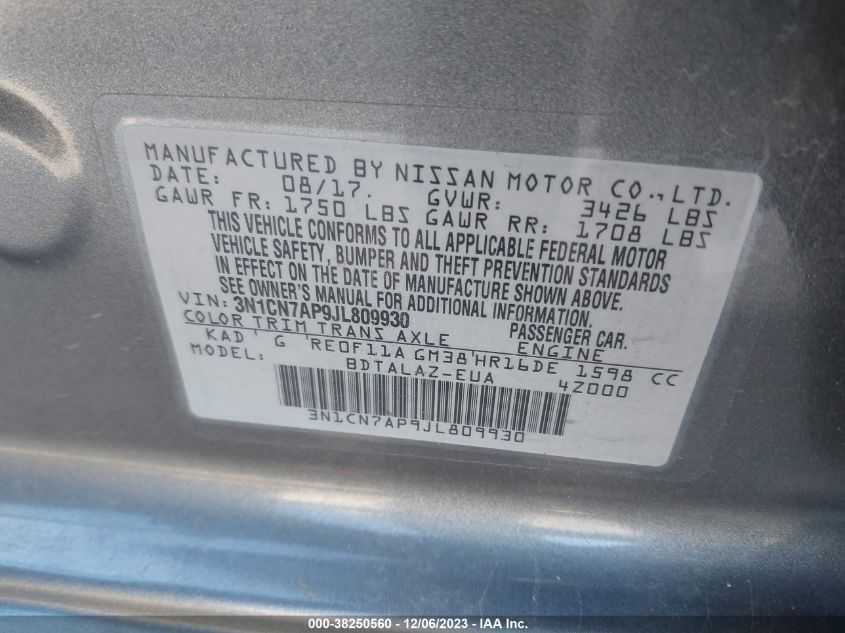 MANUFACTURED BY NISSAN MOTOR CO., LTD.
DATE: 08/17. GVWR: 3426 LBS
GAWR FR: 1750 LBS GAWR RR: 1708 LBS
THIS VEHICLE CONFORMS TO ALL APPLICABLE FEDERAL MOTOR
VEHICLE SAFETY, BUMPER AND THEFT PREVENTION STANDARDS
IN EFFECT ON THE DATE OF MANUFACTURE SHOWN ABOVE.
SEE OWNER'S MANUAL FOR ADDITIONAL INFORMATION.
VIN: 3N1CN7AP9JL809930 PASSENGER CAR.
COLOR TRIM TRANS AXLE ENGINE
KAD' G 'RE0F11A GM38'HR16DE 1598 CC
MODEL: BDTALAZ-EUA 4Z000
3N1CN7AP9JL809930
000-38250560 - 12/06/2023 - IAA Inc.